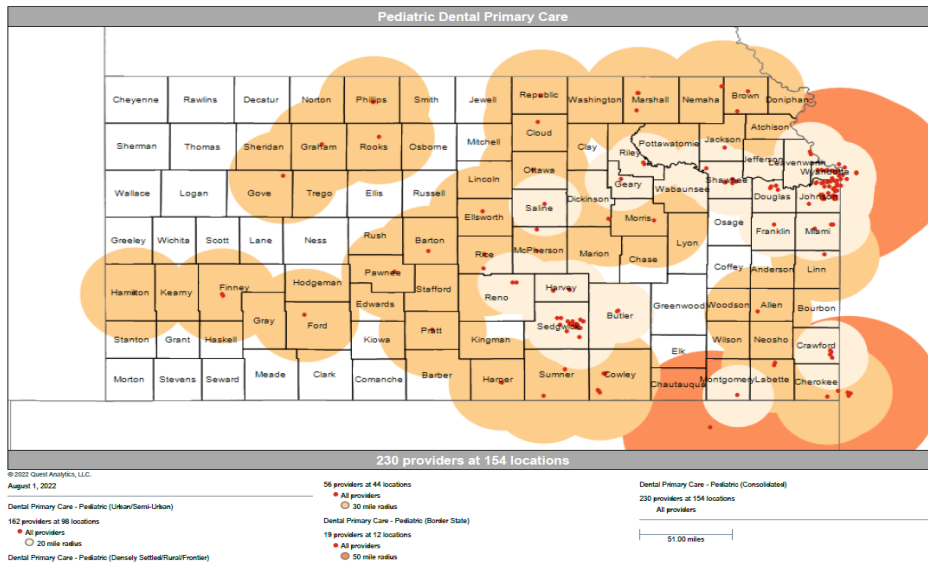 Pediatric Dental Primary Care
Cheyenne Rawlins Decatur Norton Phillips Smith Jewell Republic Washington Marshall Nemaha Brown Doniphan
Sherman Thomas Sheridan Graham Rooks Osborne Mitchell Cloud Clay Riley Pottawatomie Jackson Atchison Jefferson Leavenworth Wyandotte
Wallace Logan Gove Trego Ellis Russell Lincoln Ottawa Saline Dickinson Geary Wabaunsee Shawnee Douglas Johnson
Greeley Wichita Scott Lane Ness Rush Barton Ellsworth Rice McPherson Marion Morris Chase Lyon Osage Franklin Miami
Hamilton Kearny Finney Hodgeman Pawnee Edwards Stafford Reno Harvey Butler Greenwood Coffey Anderson Linn
Gray Ford Pratt Kingman Sedgwick Woodson Allen Bourbon
Stanton Grant Haskell Kiowa Elk Wilson Neosho Crawford
Morton Stevens Seward Meade Clark Comanche Barber Harper Sumner Cowley Chautauqua Montgomery Labette Cherokee
230 providers at 154 locations
© 2022 Quest Analytics, LLC.
August 1, 2022
Dental Primary Care - Pediatric (Urban/Semi-Urban)
162 providers at 98 locations
All providers
20 mile radius
Dental Primary Care - Pediatric (Densely Settled/Rural/Frontier)
56 providers at 44 locations
All providers
30 mile radius
Dental Primary Care - Pediatric (Border State)
19 providers at 12 locations
All providers
50 mile radius
Dental Primary Care - Pediatric (Consolidated)
230 providers at 154 locations
All providers
51.00 miles